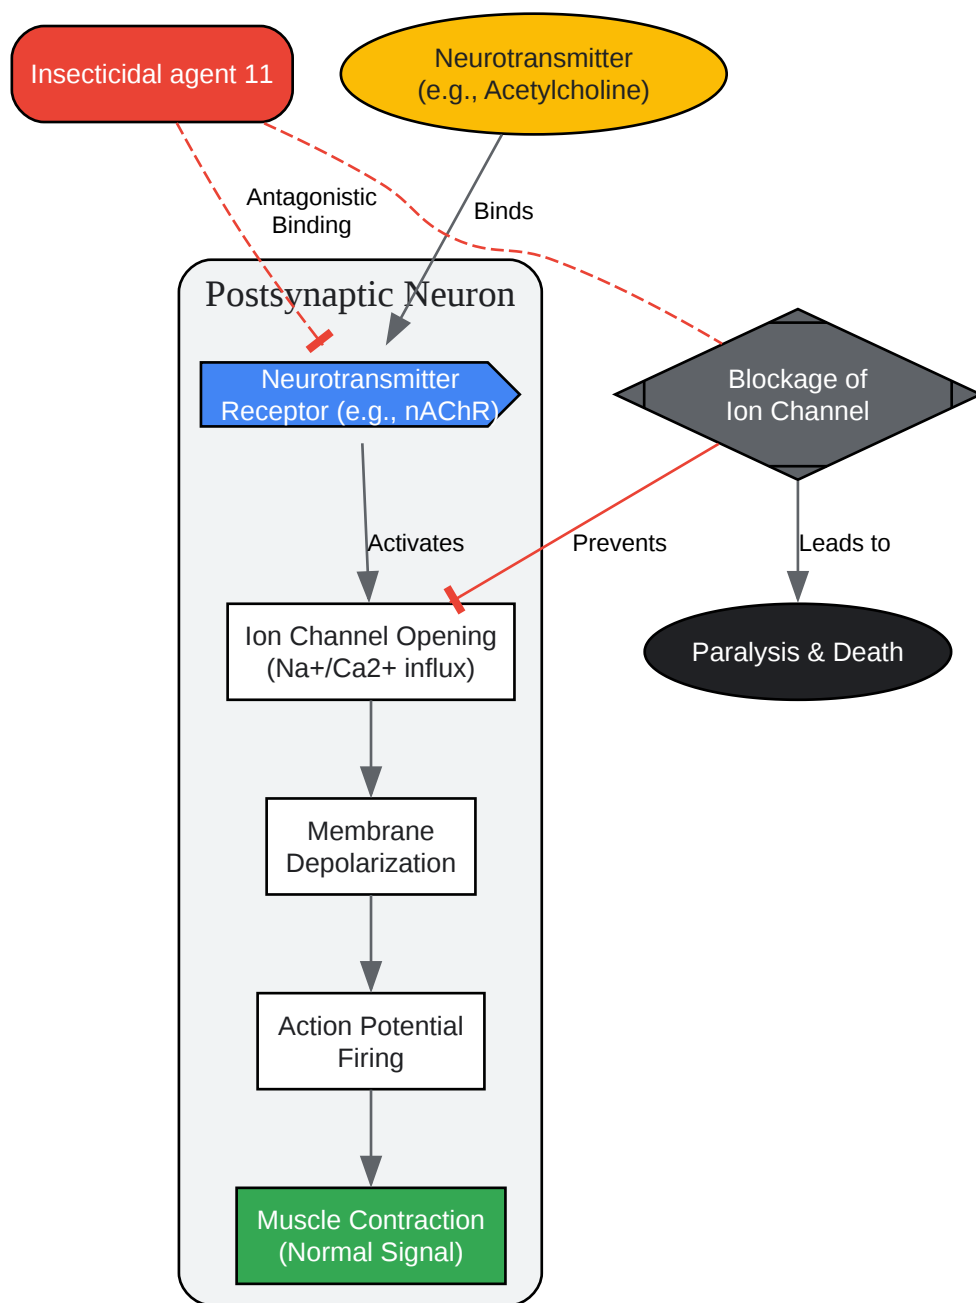 Insecticidal agent 11
Neurotransmitter
(e.g., Acetylcholine)
Antagonistic
Binding
Binds
Postsynaptic Neuron
Neurotransmitter
Receptor (e.g., nAChR)
Blockage of
Ion Channel
Activates
Prevents
Leads to
Ion Channel Opening
(Na+/Ca2+ influx)
Paralysis & Death
Membrane
Depolarization
Action Potential
Firing
Muscle Contraction
(Normal Signal)